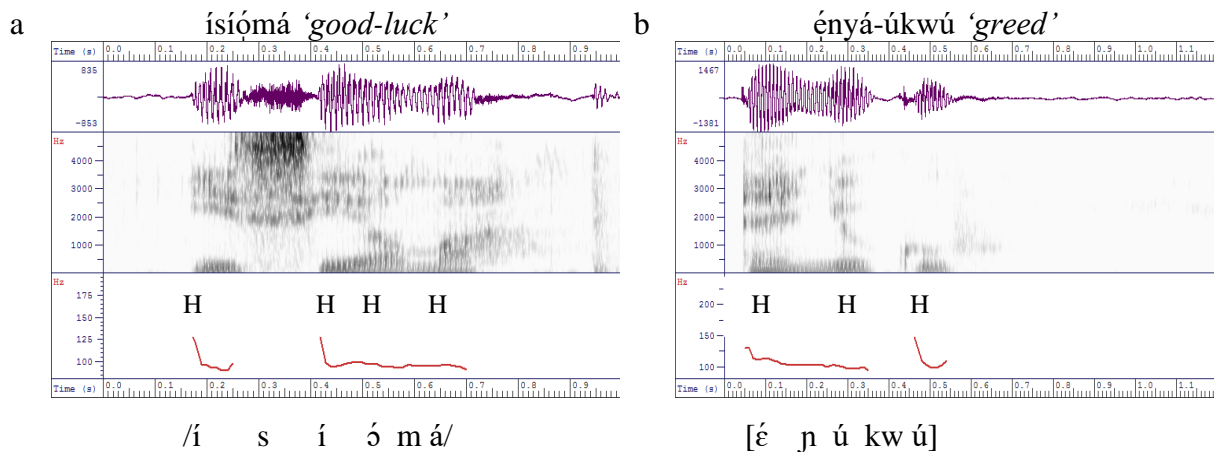 a ísíọ́má ‘good-luck’
b ẹ́nyá-úkwú ‘greed’
Time (s) 0.0 0.1 0.2 0.3 0.4 0.5 0.6 0.7 0.8 0.9
Time (s) 0.0 0.1 0.2 0.3 0.4 0.5 0.6 0.7 0.8 0.9 1.0 1.1
835
-853
1467
-1381
Hz
4000
3000
2000
1000
Hz
4000
3000
2000
1000
Hz
175
150
125
100
H H H H
Hz
200
150
100
H H H
Time (s) 0.0 0.1 0.2 0.3 0.4 0.5 0.6 0.7 0.8 0.9
Time (s) 0.0 0.1 0.2 0.3 0.4 0.5 0.6 0.7 0.8 0.9 1.0 1.1
/í s í ɔ́ m á/
[ɛ́ ɲ ú kw ú]